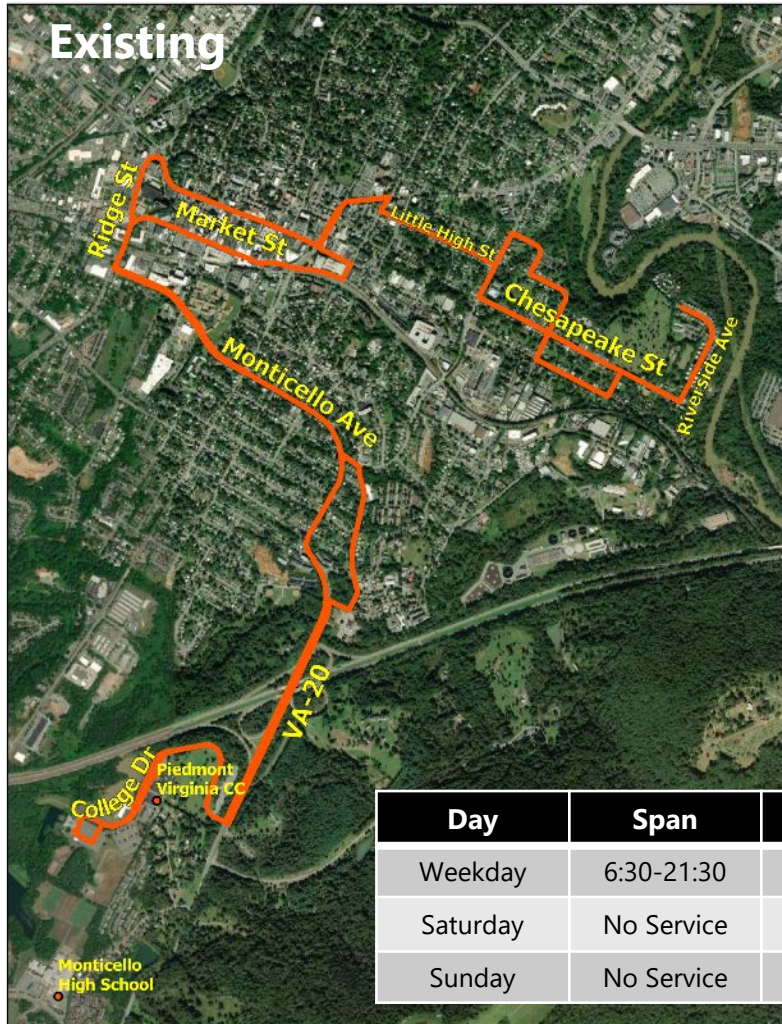 Existing
Ridge St
Market St
Little High St
Chesapeake St
Riverside Ave
Monticello Ave
VA-20
College Dr
Piedmont
Virginia CC
Monticello
High School
Day Span
Weekday 6:30-21:30
Saturday No Service
Sunday No Service